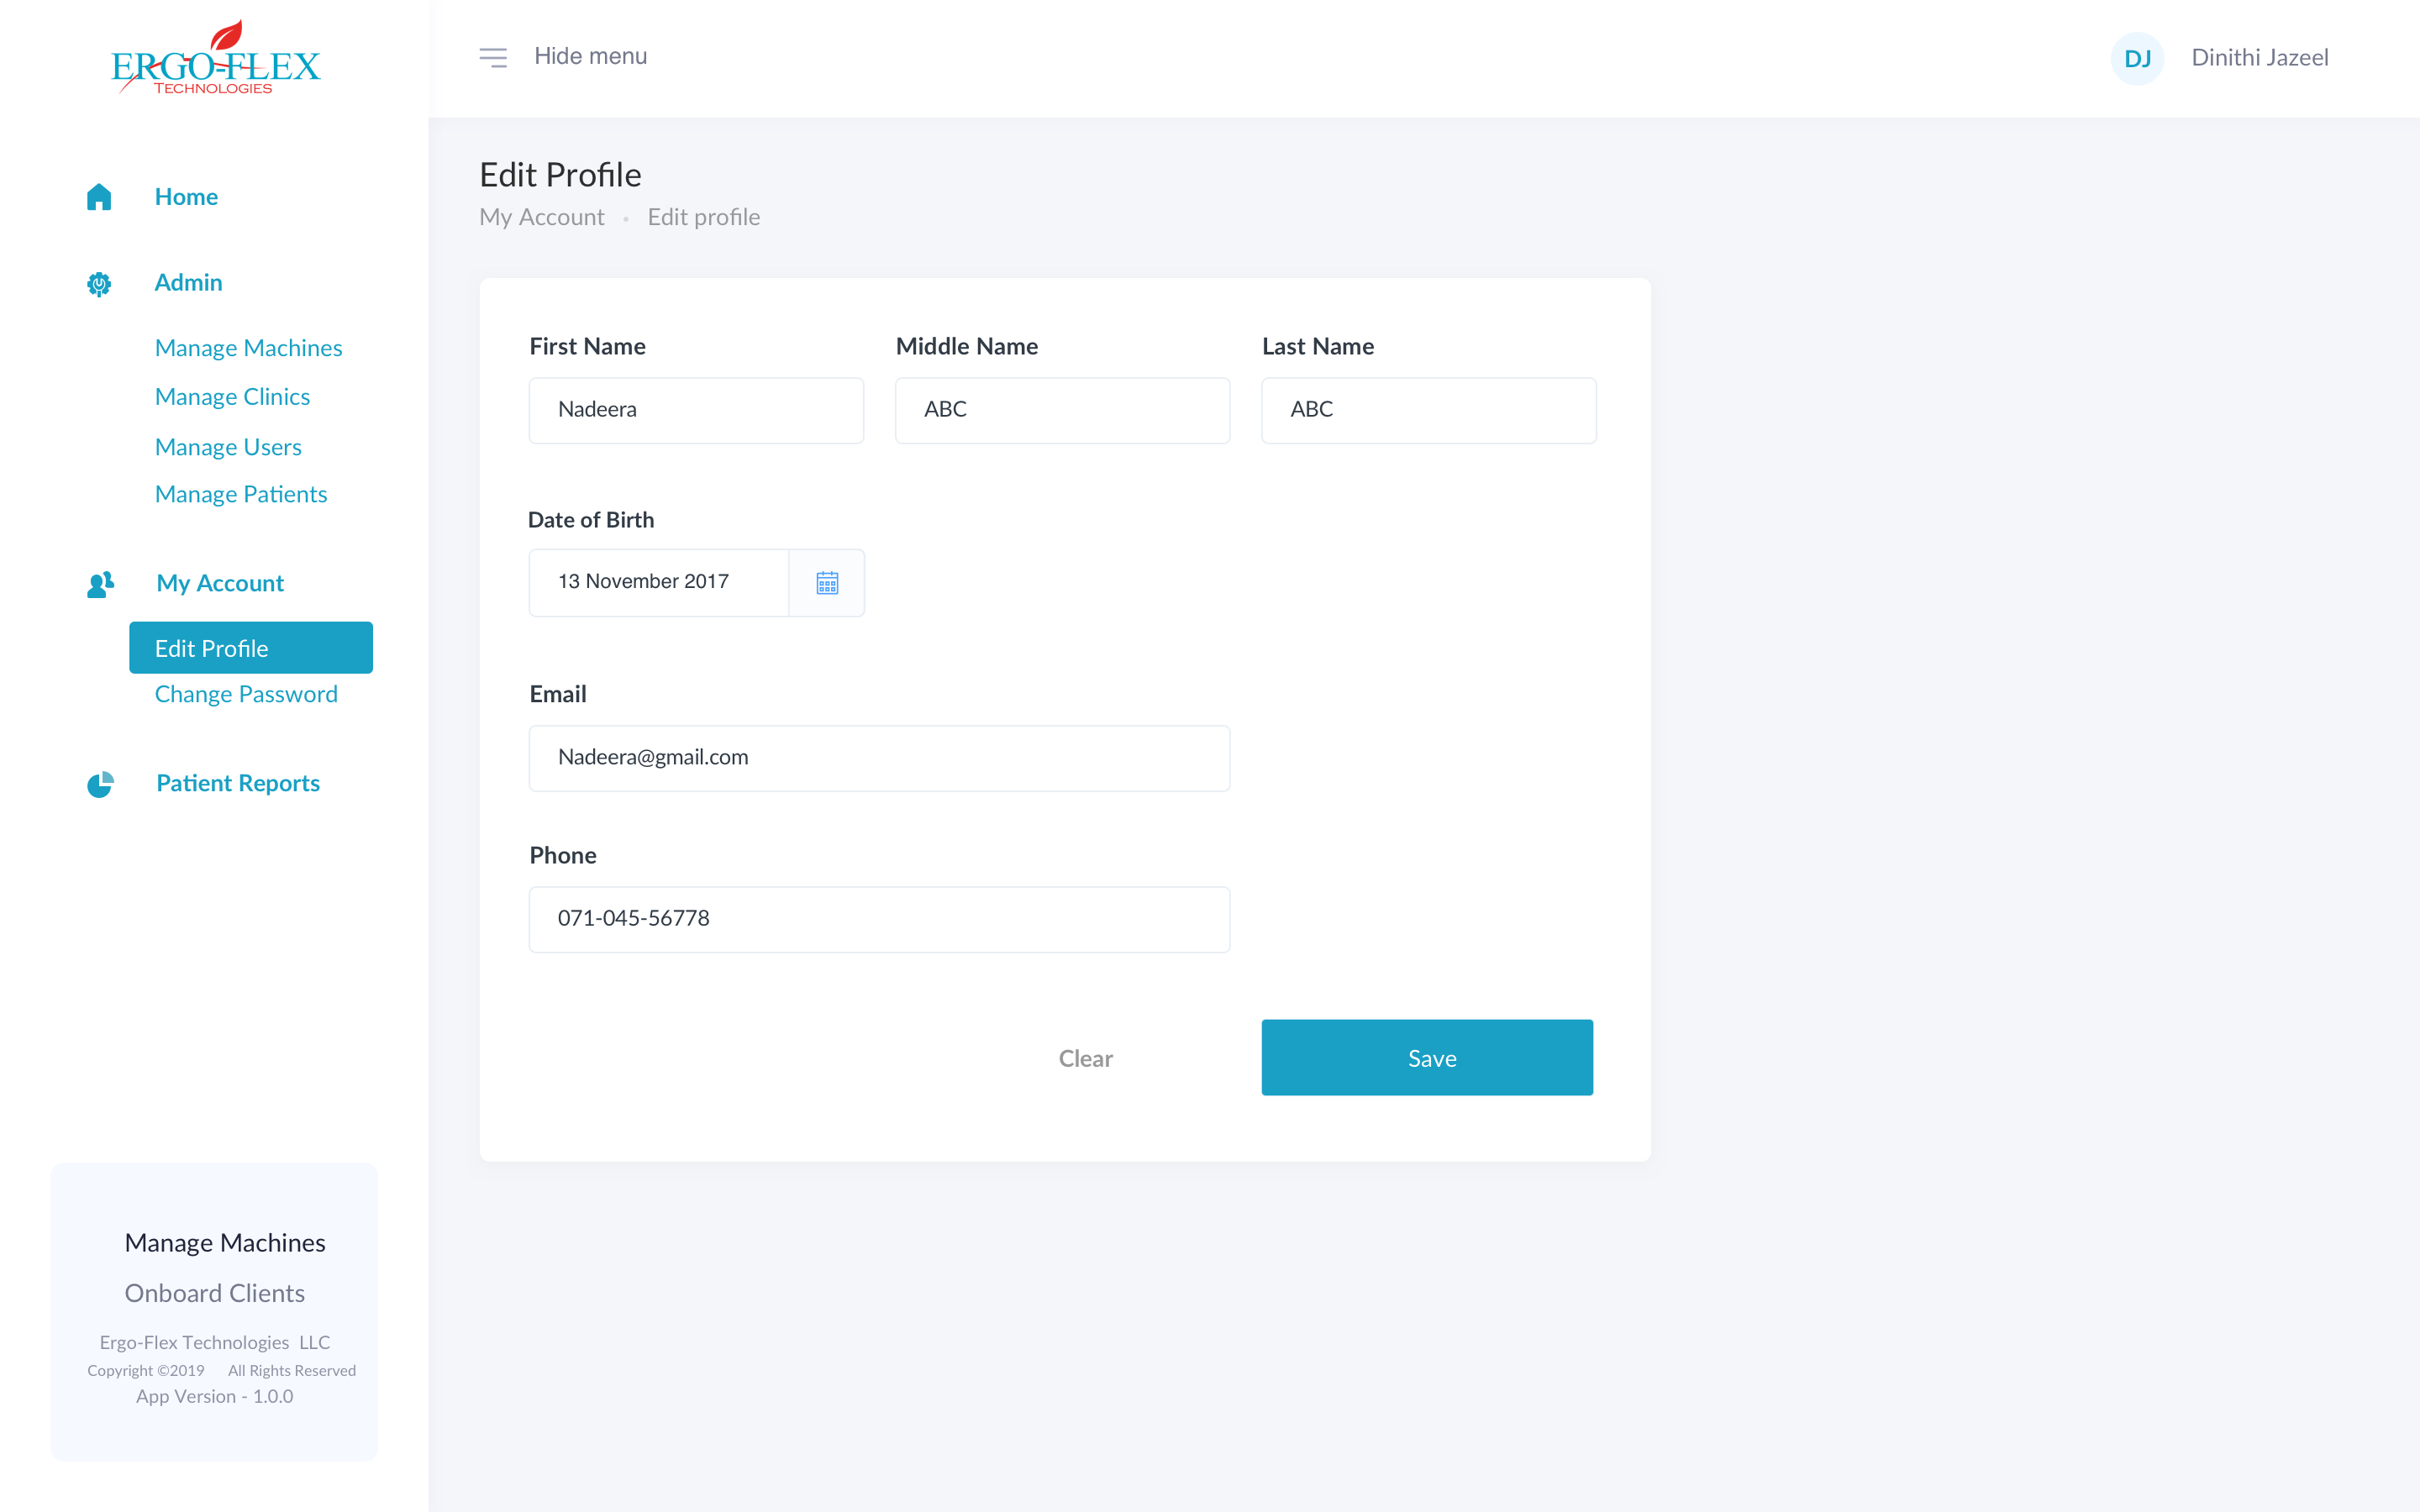 ERGO-FLEX
TECHNOLOGIES
Hide menu
DJ
Dinithi Jazeel
Home
Admin
Manage Machines
Manage Clinics
Manage Users
Manage Patients
My Account
Edit Profile
Change Password
Patient Reports
Manage Machines
Onboard Clients
Ergo-Flex Technologies LLC
Copyright ©2019 All Rights Reserved
App Version - 1.0.0
Edit Profile
My Account • Edit profile
First Name Middle Name Last Name
Nadeera ABC ABC
Date of Birth
13 November 2017
Email
Nadeera@gmail.com
Phone
071-045-56778
Clear Save